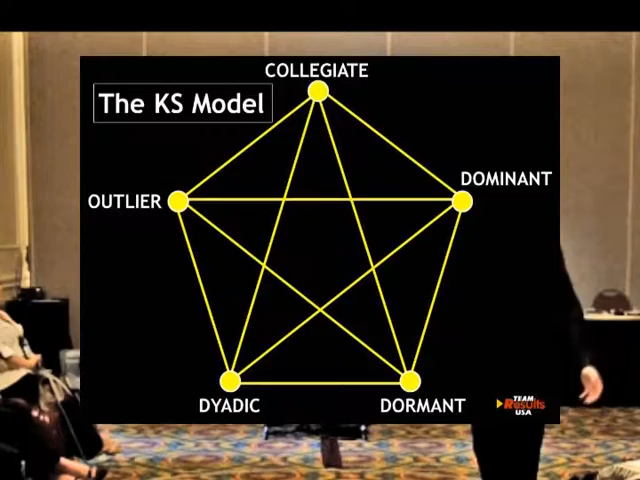 COLLEGIATE
The KS Model
DOMINANT
OUTLIER
DYADIC
DORMANT
TEAM
Results
USA